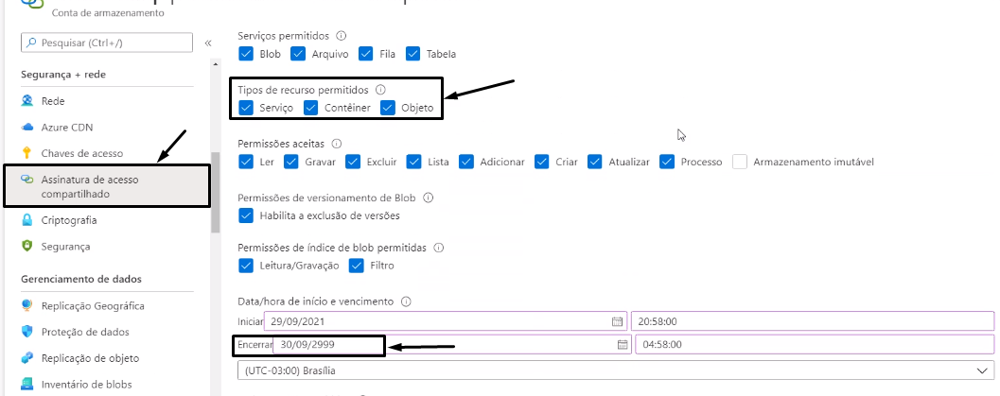 Conta de armazenamento
Pesquisar (Ctrl+/)
«
Segurança + rede
Rede
Azure CDN
Chaves de acesso
Assinatura de acesso
compartilhado
Criptografia
Segurança
Gerenciamento de dados
Replicação Geográfica
Proteção de dados
Replicação de objeto
Inventário de blobs
Serviços permitidos
Blob Arquivo Fila Tabela
Tipos de recurso permitidos
Serviço Contêiner Objeto
Permissões aceitas
Ler Gravar Excluir Lista Adicionar Criar Atualizar Processo Armazenamento imutável
Permissões de versionamento de Blob
Habilita a exclusão de versões
Permissões de índice de blob permitidas
Leitura/Gravação Filtro
Data/hora de início e vencimento
Iniciar 29/09/2021 20:58:00
Encerrar 30/09/2999 04:58:00
(UTC-03:00) Brasília